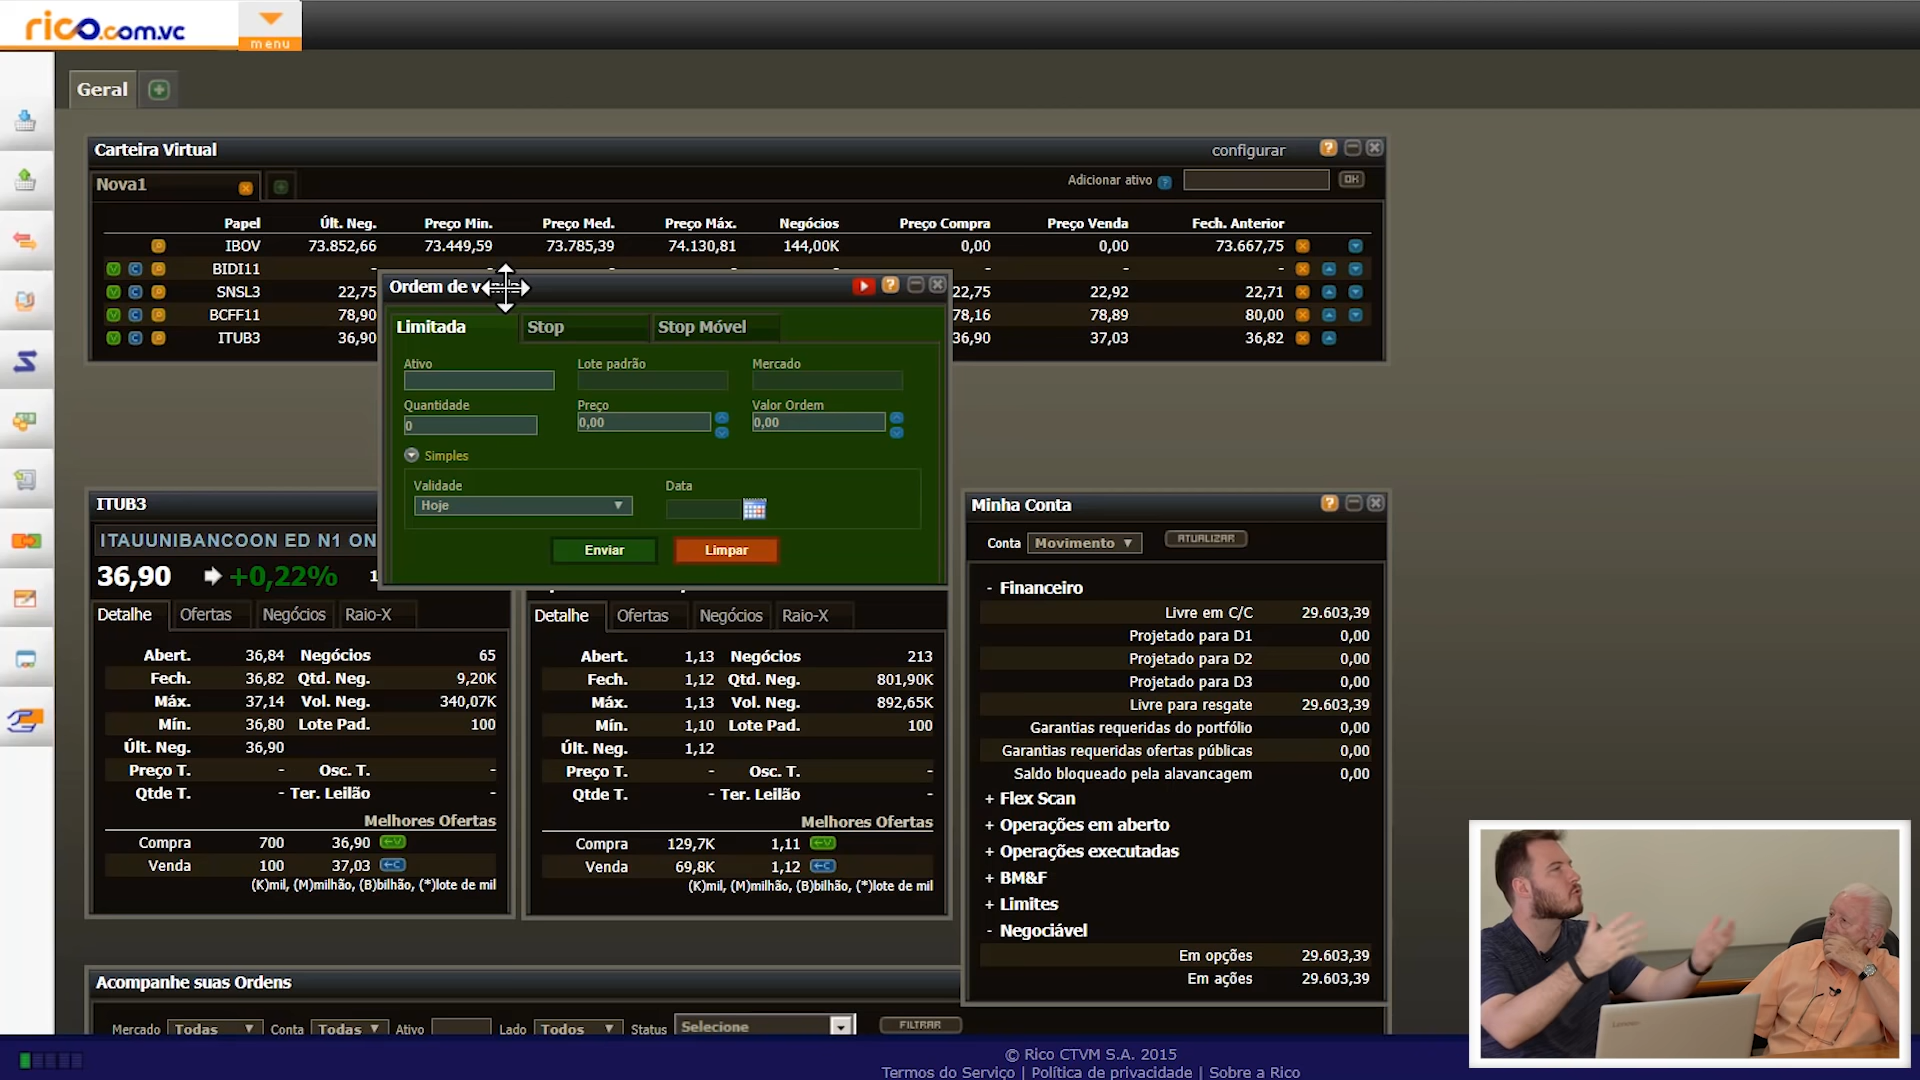 rico.com.vc
menu
Geral
Carteira Virtual
configurar
Nova1
Adicionar ativo
OK
Papel Últ. Neg. Preço Min. Preço Med. Preço Máx. Negócios Preço Compra Preço Venda Fech. Anterior
IBOV 73.852,66 73.449,59 73.785,39 74.130,81 144,00K 0,00 0,00 73.667,75
V C BIDI11 - - - - - - - -
V C SNSL3 22,75 22,75 22,92 22,71
V C BCFF11 78,90 78,16 78,89 80,00
V C ITUB3 36,90 36,90 37,03 36,82
Ordem de v
Limitada Stop Stop Móvel
Ativo Lote padrão Mercado
Quantidade Preço Valor Ordem
0 0,00 0,00
Simples
Validade Data
Hoje
Enviar Limpar
ITUB3
ITAUUNIBANCOON ED N1 ON
36,90 +0,22% 1
Detalhe Ofertas Negócios Raio-X
Abert. 36,84 Negócios 65
Fech. 36,82 Qtd. Neg. 9,20K
Máx. 37,14 Vol. Neg. 340,07K
Mín. 36,80 Lote Pad. 100
Últ. Neg. 36,90
Preço T. - Osc. T. -
Qtde T. - Ter. Leilão -
Melhores Ofertas
Compra 700 36,90 V
Venda 100 37,03 C
(K)mil, (M)milhão, (B)bilhão, (*)lote de mil
Detalhe Ofertas Negócios Raio-X
Abert. 1,13 Negócios 213
Fech. 1,12 Qtd. Neg. 801,90K
Máx. 1,13 Vol. Neg. 892,65K
Mín. 1,10 Lote Pad. 100
Últ. Neg. 1,12
Preço T. - Osc. T. -
Qtde T. - Ter. Leilão -
Melhores Ofertas
Compra 129,7K 1,11 V
Venda 69,8K 1,12 C
(K)mil, (M)milhão, (B)bilhão, (*)lote de mil
Minha Conta
Conta Movimento ATUALIZAR
- Financeiro
Livre em C/C 29.603,39
Projetado para D1 0,00
Projetado para D2 0,00
Projetado para D3 0,00
Livre para resgate 29.603,39
Garantias requeridas do portfólio 0,00
Garantias requeridas ofertas públicas 0,00
Saldo bloqueado pela alavancagem 0,00
+ Flex Scan
+ Operações em aberto
+ Operações executadas
+ BM&F
+ Limites
- Negociável
Em opções 29.603,39
Em ações 29.603,39
Acompanhe suas Ordens
Mercado Todas Conta Todas Ativo Lado Todos Status Selecione FILTRAR
© Rico CTVM S.A. 2015
Termos do Serviço | Política de privacidade | Sobre a Rico